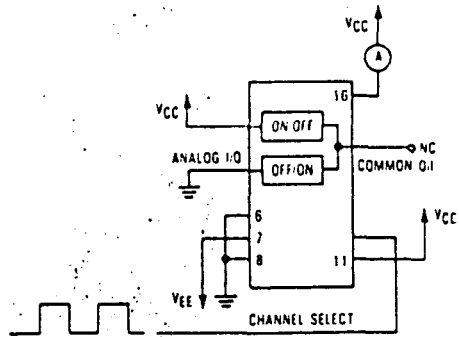 VCC
A
16
VCC
ON/OFF
NC
ANALOG I/O
OFF/ON
COMMON O/I
VCC
6
7
8
11
VEE
CHANNEL SELECT